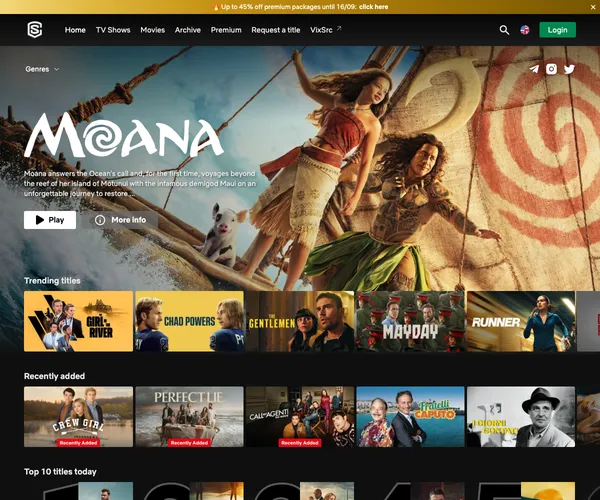 🔥 Up to 45% off premium packages until 16/09: click here
Home TV Shows Movies Archive Premium Request a title VixSrc Login
Genres
MOANA
Moana answers the Ocean's call and, for the first time, voyages beyond
the reef of her island of Motunui with the infamous demigod Maui on an
unforgettable journey to restore ...
Play More info
Trending titles
GIRL IN THE RIVER
CHAD POWERS
THE GENTLEMEN
MAYDAY
RUNNER
Recently added
CREW GIRL
Recently Added
PERFECT LIE
Recently Added
CALL MY AGENT!
Recently Added
Fratelli
CAPUTO
Top 10 titles today